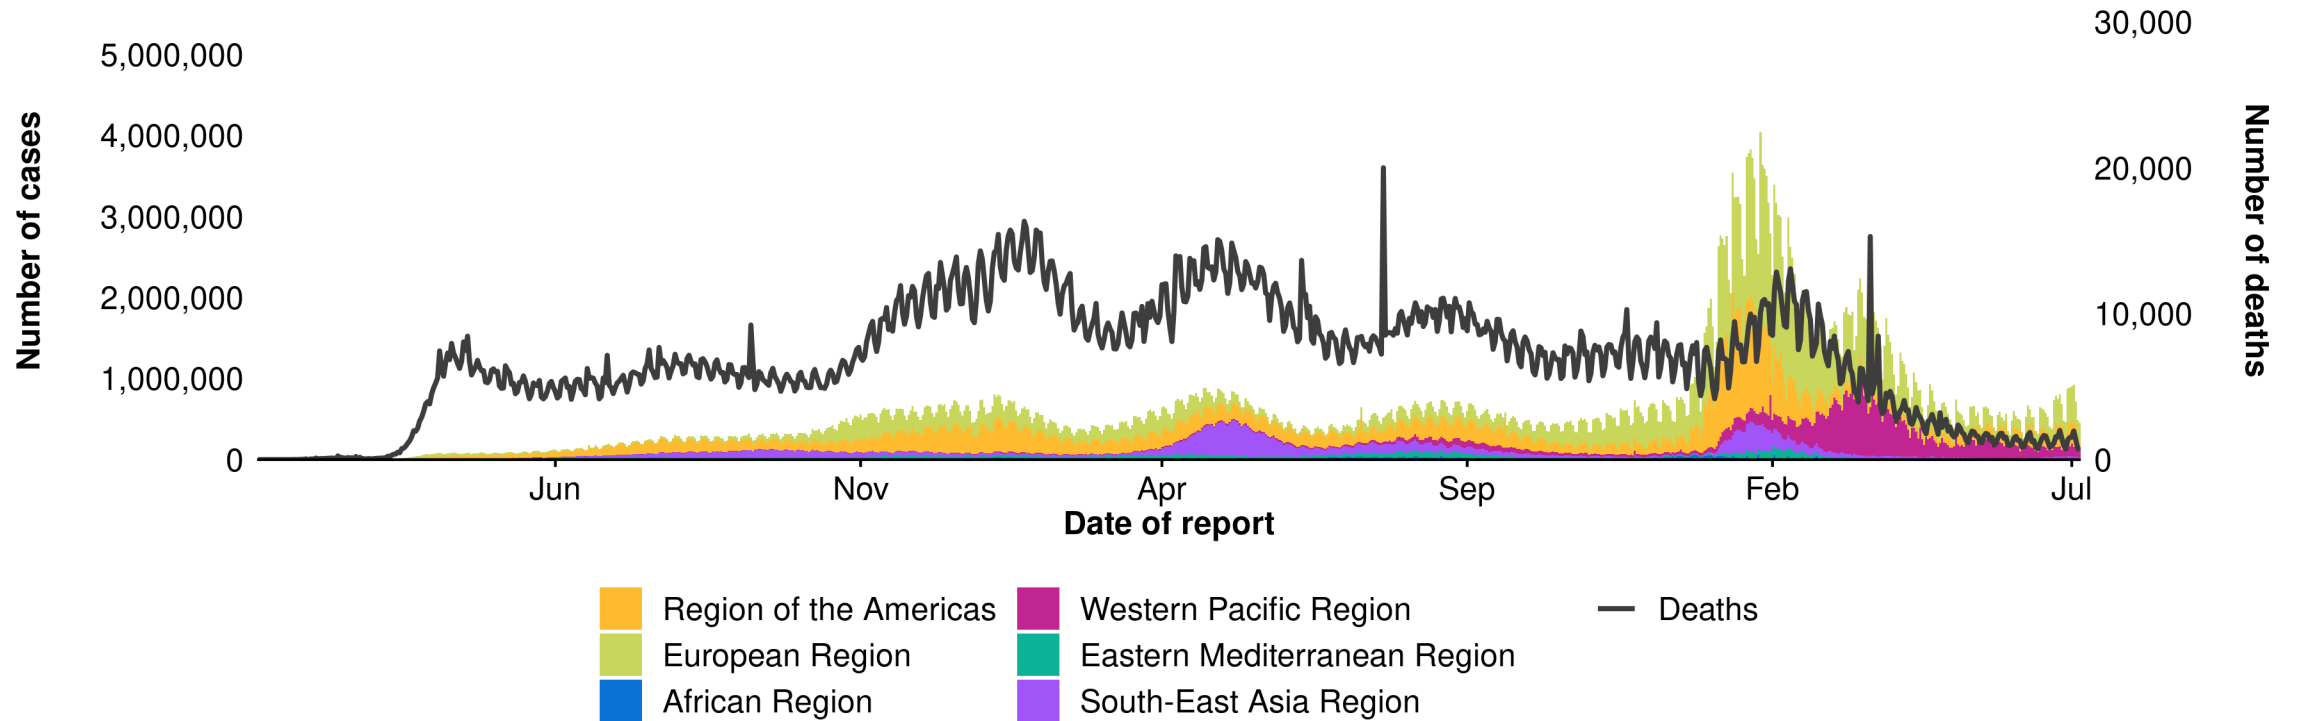 30,000
5,000,000
4,000,000
20,000
3,000,000
2,000,000
10,000
1,000,000
0
0
Number of cases
Number of deaths
Jun Nov Apr Sep Feb Jul
Date of report
Region of the Americas Western Pacific Region Deaths
European Region Eastern Mediterranean Region
African Region South-East Asia Region